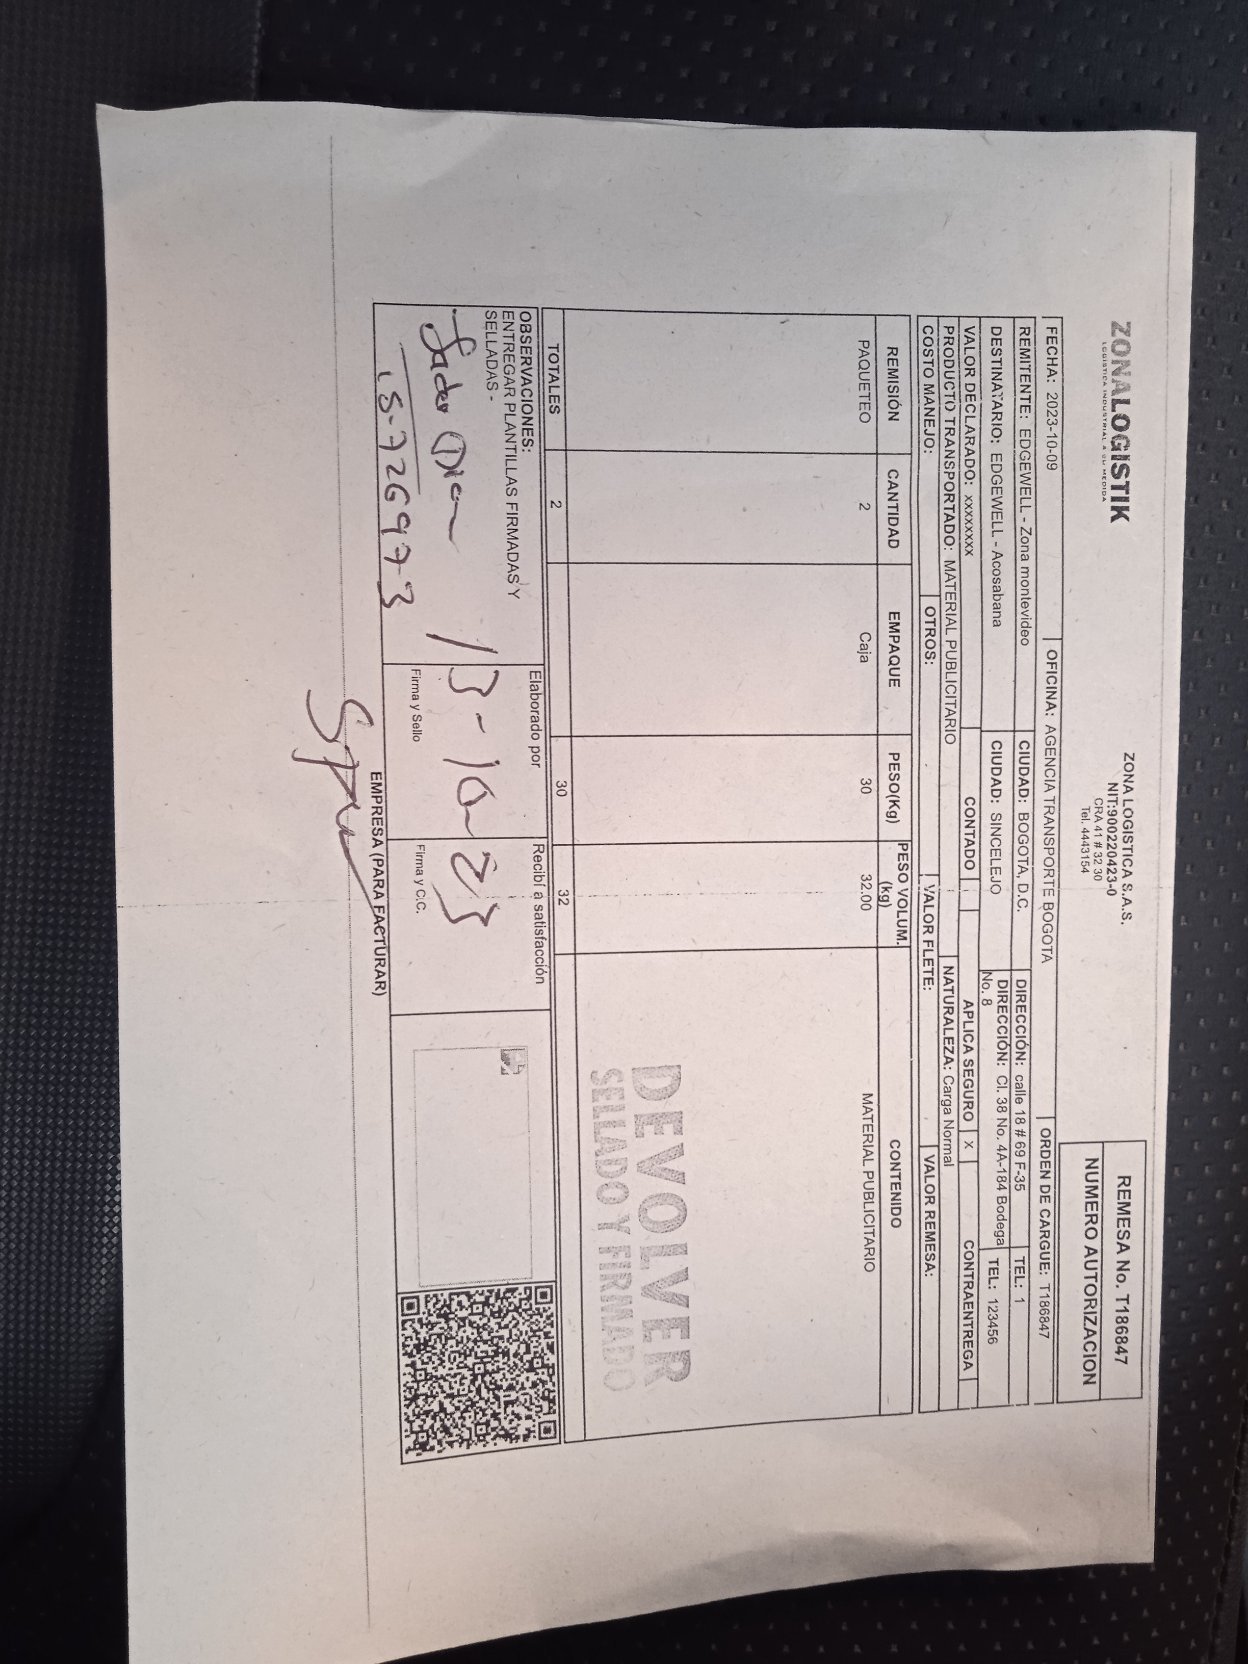 ZONALOGISTIK
LOGISTICA INDUSTRIAL A SU MEDIDA
ZONA LOGISTICA S.A.S.
NIT:900220423-0
CRA 41 # 32 30
Tel. 4443154
REMESA No. T186847
NUMERO AUTORIZACION
FECHA: 2023-10-09 OFICINA: AGENCIA TRANSPORTE BOGOTA ORDEN DE CARGUE: T186847
REMITENTE: EDGEWELL - Zona montevideo CIUDAD: BOGOTA, D.C. DIRECCIÓN: calle 18 # 69 F-35 TEL: 1
DESTINATARIO: EDGEWELL - Acosabana CIUDAD: SINCELEJO DIRECCIÓN: Cl. 38 No. 4A-184 Bodega No. 8 TEL: 123456
VALOR DECLARADO: xxxxxxxx CONTADO APLICA SEGURO X CONTRAENTREGA
PRODUCTO TRANSPORTADO: MATERIAL PUBLICITARIO NATURALEZA: Carga Normal
COSTO MANEJO: OTROS: VALOR FLETE: VALOR REMESA:
REMISIÓN CANTIDAD EMPAQUE PESO(Kg) PESO VOLUM. (kg) CONTENIDO
PAQUETEO 2 Caja 30 32.00 MATERIAL PUBLICITARIO
DEVOLVER
SELLADO Y FIRMADO
TOTALES 2 30 32
OBSERVACIONES:
ENTREGAR PLANTILLAS FIRMADAS Y
SELLADAS -
Elaborado por
Recibí a satisfacción
13-10-23
Firma y Sello
Firma y C.C.
EMPRESA (PARA FACTURAR)